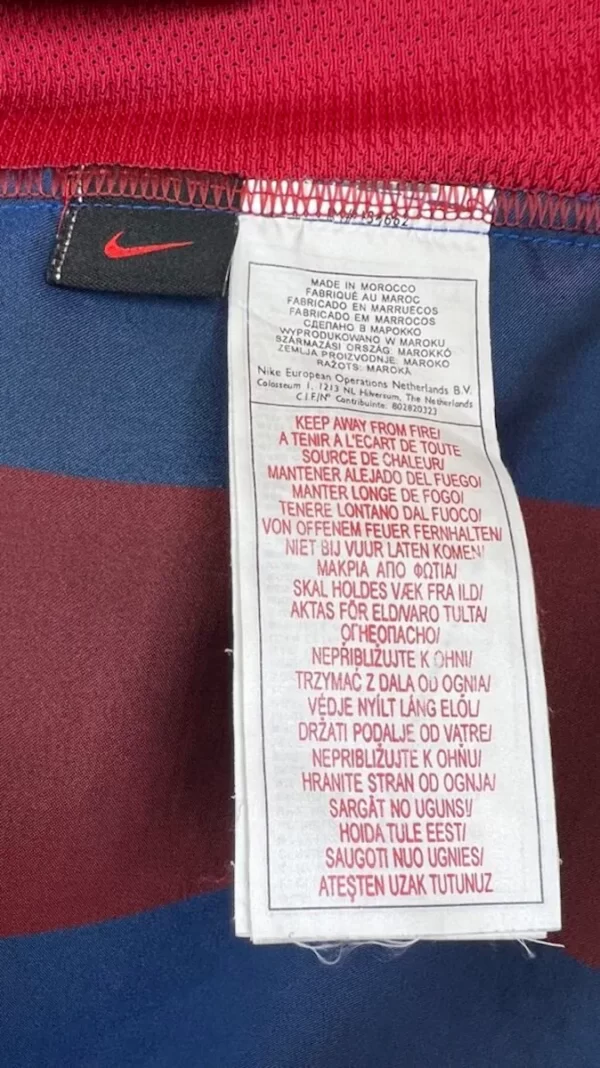 MADE IN MOROCCO
FABRIQUÉ AU MAROC
FABRICADO EN MARRUECOS
FABRICADO EM MARROCOS
СДЕЛАНО В МАРОККО
WYPRODUKOWANO W MAROKU
SZÁRMAZÁSI ORSZÁG: MAROKKÓ
ZEMLJA PROIZVODNJE: MAROKO
RAŽOTS: MAROKĀ
Nike European Operations Netherlands B.V.
Colosseum 1, 1213 NL Hilversum, The Netherlands
C.I.F/Nº Contribuinte: 802820323
KEEP AWAY FROM FIRE/
A TENIR A L'ECART DE TOUTE
SOURCE DE CHALEUR/
MANTENER ALEJADO DEL FUEGO/
MANTER LONGE DE FOGO/
TENERE LONTANO DAL FUOCO/
VON OFFENEM FEUER FERNHALTEN/
NIET BIJ VUUR LATEN KOMEN/
ΜΑΚΡΙΑ ΑΠΟ ΦΩΤΙΑ/
SKAL HOLDES VÆK FRA ILD/
AKTAS FÖR ELD/VARO TULTA/
ОГНЕОПАСНО/
NEPŘIBLIŽUJTE K OHNI/
TRZYMAĆ Z DALA OD OGNIA/
VÉDJE NYÍLT LÁNG ELŐL/
DRŽATI PODALJE OD VATRE/
NEPRIBLIŽUJTE K OHŇU/
HRANITE STRAN OD OGNJA/
SARGĀT NO UGUNS!/
HOIDA TULE EEST/
SAUGOTI NUO UGNIES/
ATEŞTEN UZAK TUTUNUZ